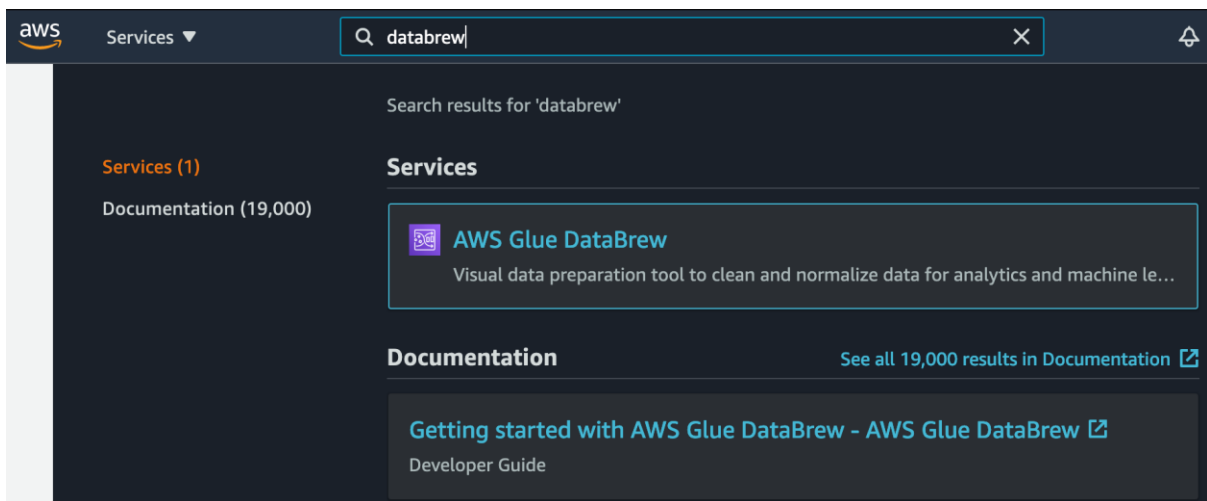 aws
Services ▼
databrew
Search results for 'databrew'
Services (1)
Documentation (19,000)
Services
AWS Glue DataBrew
Visual data preparation tool to clean and normalize data for analytics and machine le...
Documentation
See all 19,000 results in Documentation
Getting started with AWS Glue DataBrew - AWS Glue DataBrew
Developer Guide